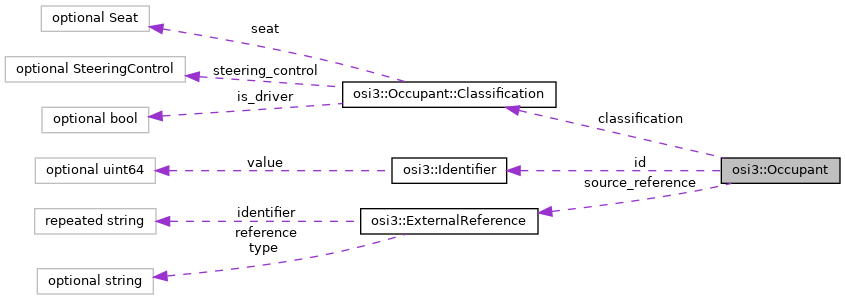 optional Seat
seat
optional SteeringControl
steering_control
osi3::Occupant::Classification
is_driver
optional bool
classification
optional uint64
value
osi3::Identifier
id
osi3::Occupant
source_reference
repeated string
identifier
osi3::ExternalReference
reference
type
optional string